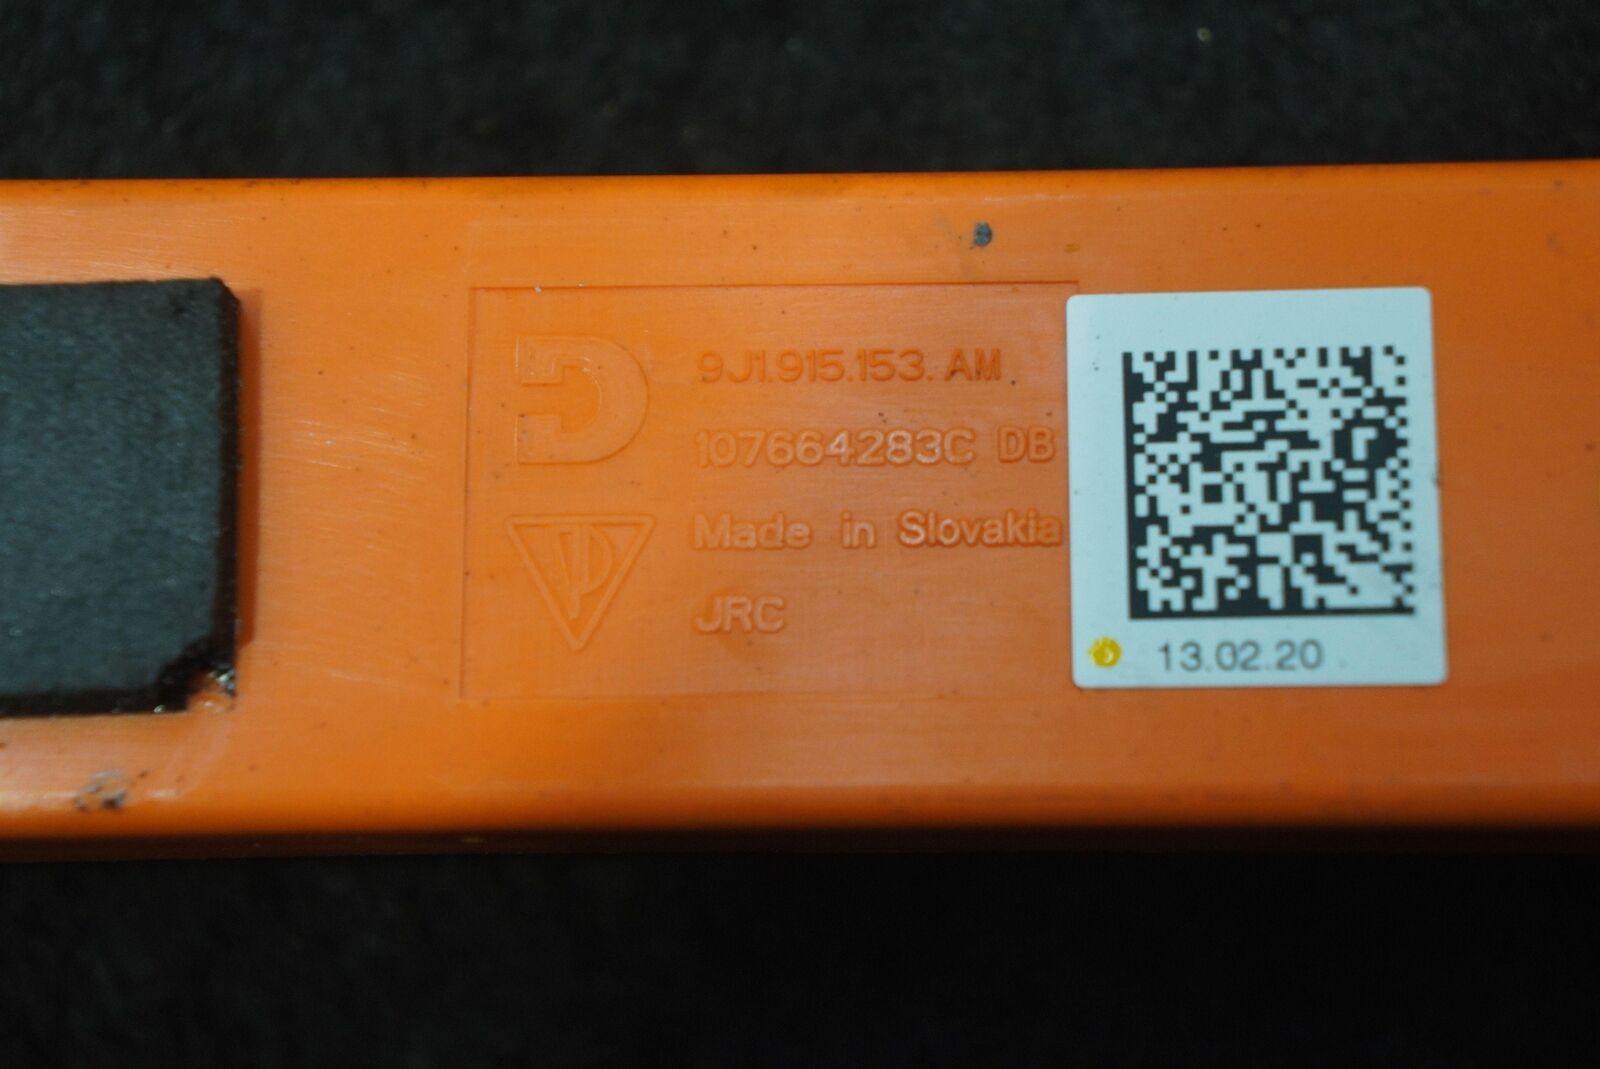 9J1.915.153. AM
107664283C DB
Made in Slovakia
JRC
13.02.20